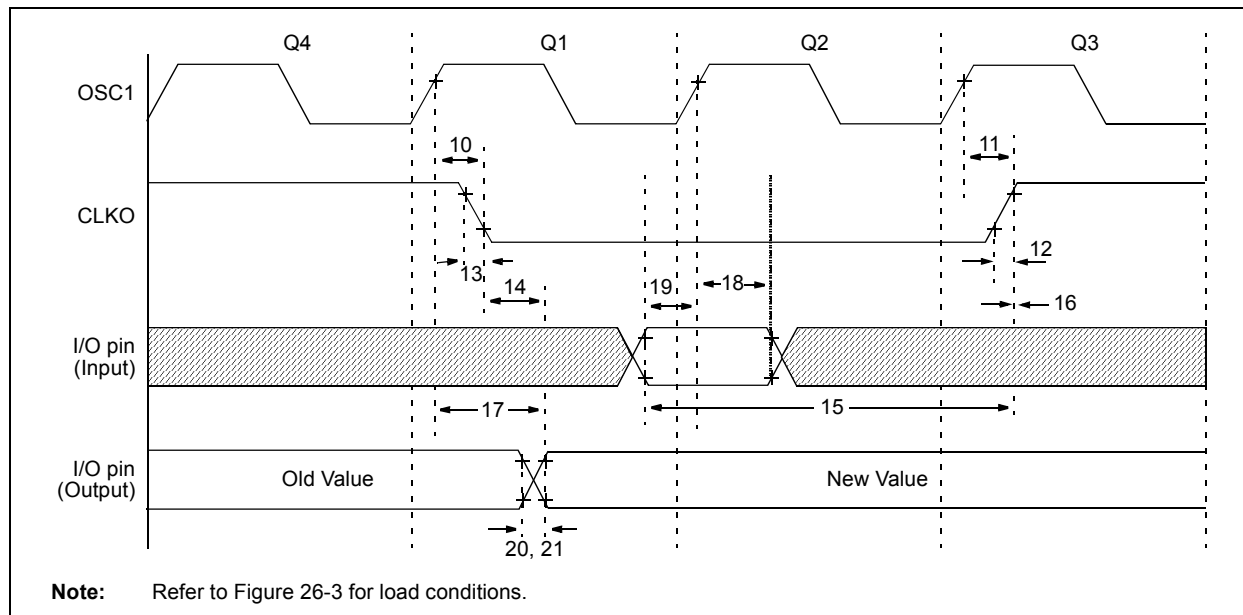 Q4 Q1 Q2 Q3
OSC1
10 11
CLKO
13 14 19 18 12
16
I/O pin
(Input)
17 15
I/O pin
(Output)
Old Value New Value
20, 21
Note: Refer to Figure 26-3 for load conditions.